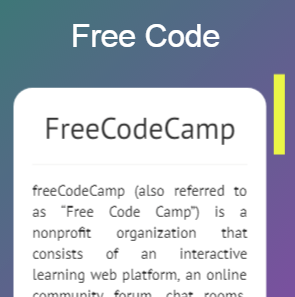 Free Code
FreeCodeCamp
freeCodeCamp (also referred to
as “Free Code Camp”) is a
nonprofit organization that
consists of an interactive
learning web platform, an online
community forum, chat rooms,